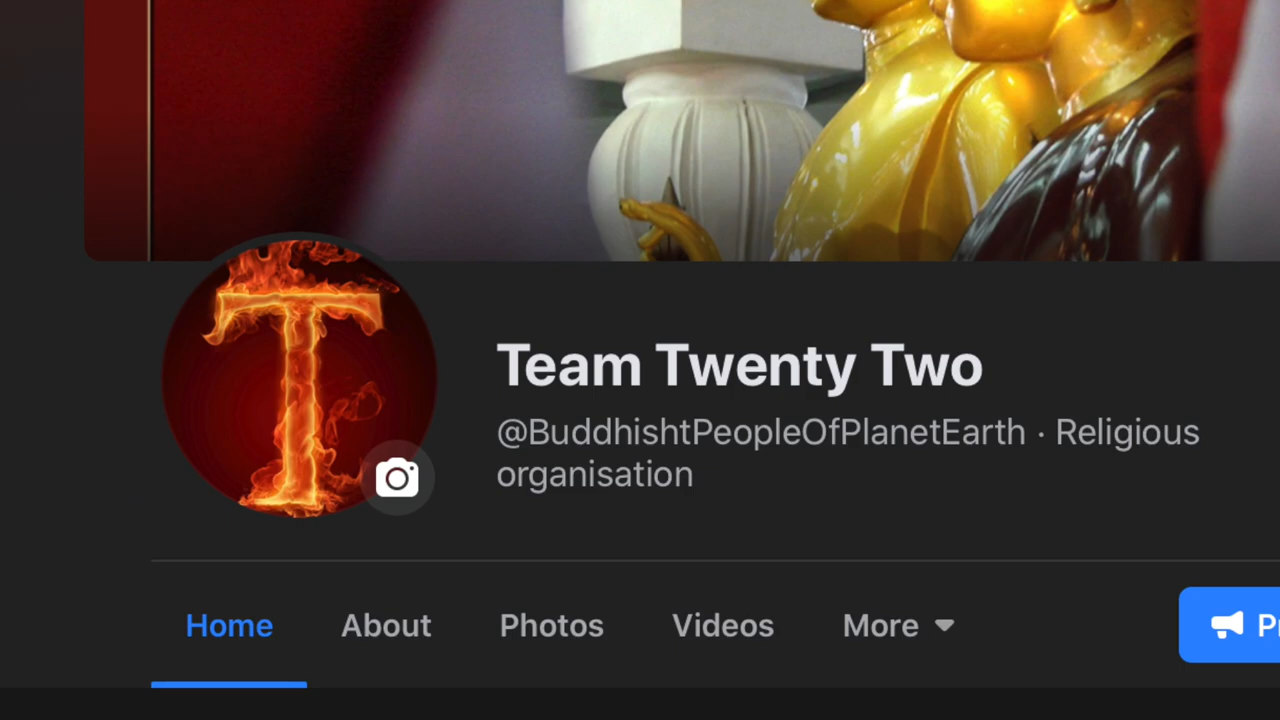 T
Team Twenty Two
@BuddhishtPeopleOfPlanetEarth · Religious
organisation
Home About Photos Videos More